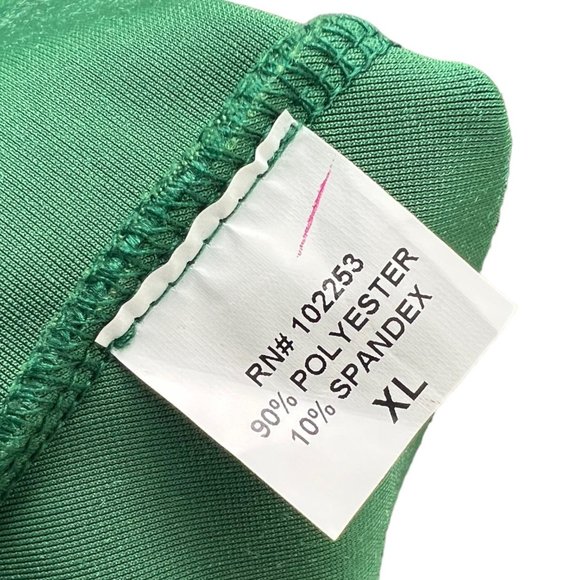 RN# 102253
90% POLYESTER
10% SPANDEX
XL